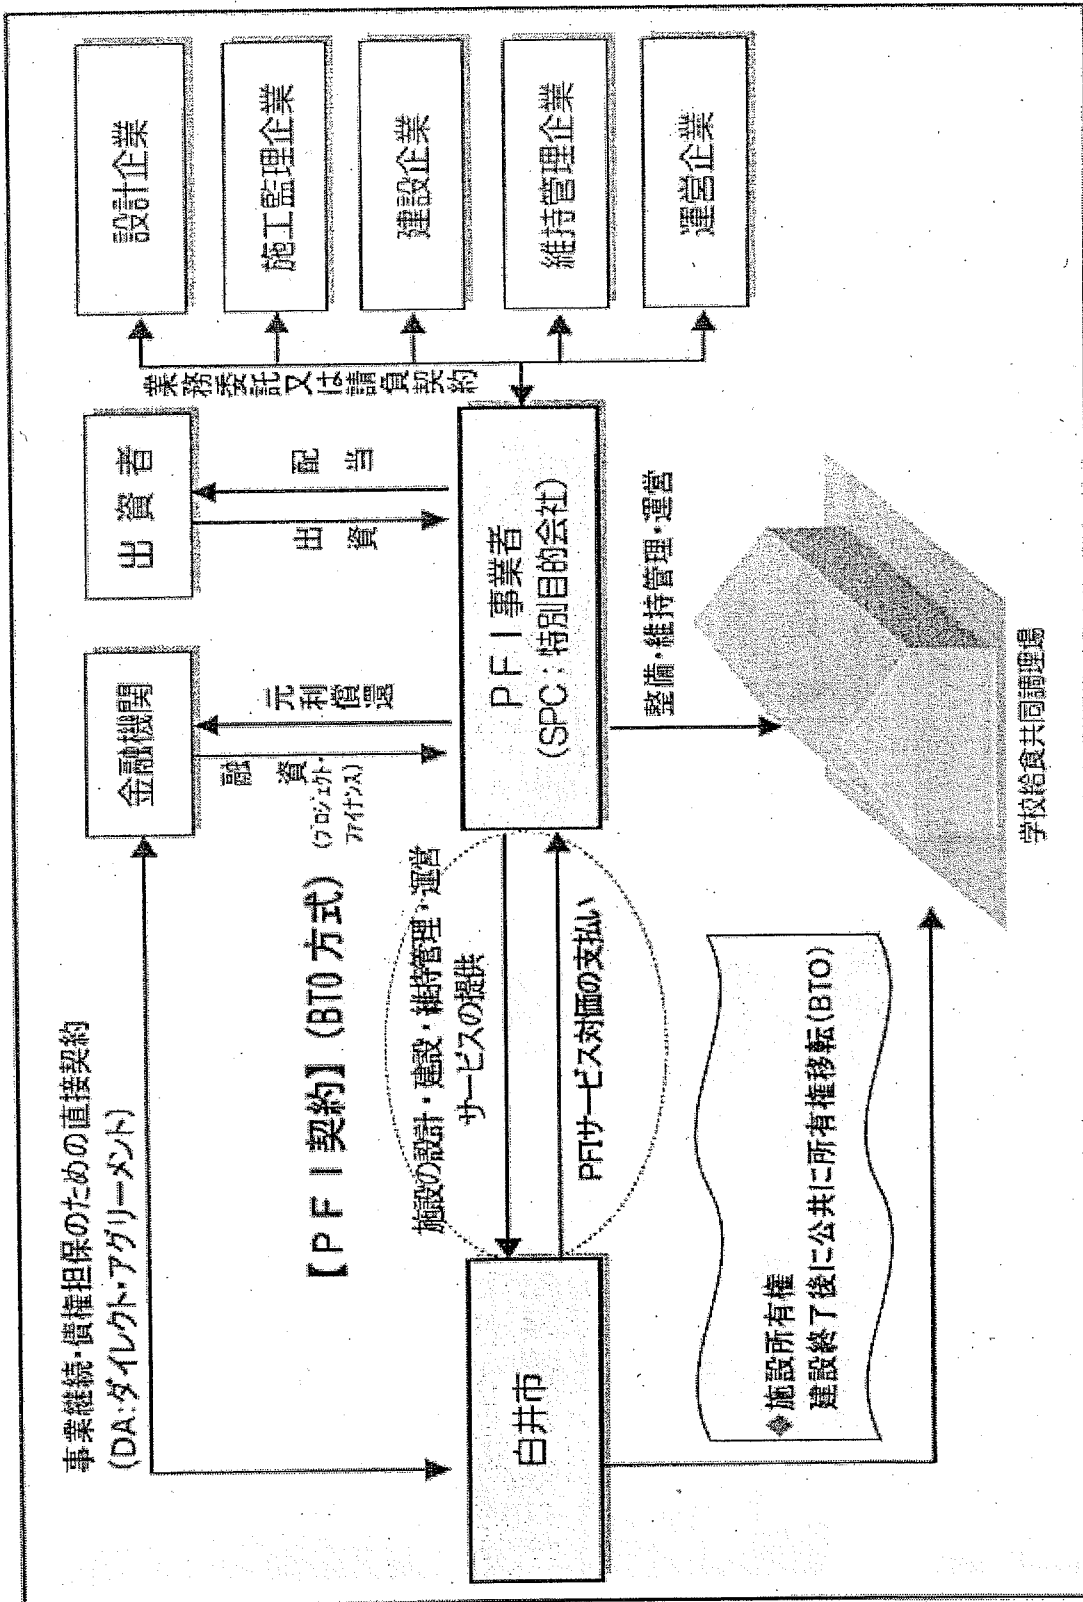 事業継続・債権担保のための直接契約
(DA:ダイレクト・アグリーメント)
金融機関
出資者
設計企業
施工監理企業
建設企業
維持管理企業
運営企業
融資
(プロジェクト・
ファイナンス)
元利償還
出資
配当
業務委託又は請負契約
【PFI契約】(BTO方式)
白井市
施設の設計・建設・維持管理・運営
サービスの提供
PFIサービス対価の支払い
PFI事業者
(SPC:特別目的会社)
整備・維持管理・運営
◆施設所有権
建設終了後に公共に所有権移転(BTO)
学校給食共同調理場